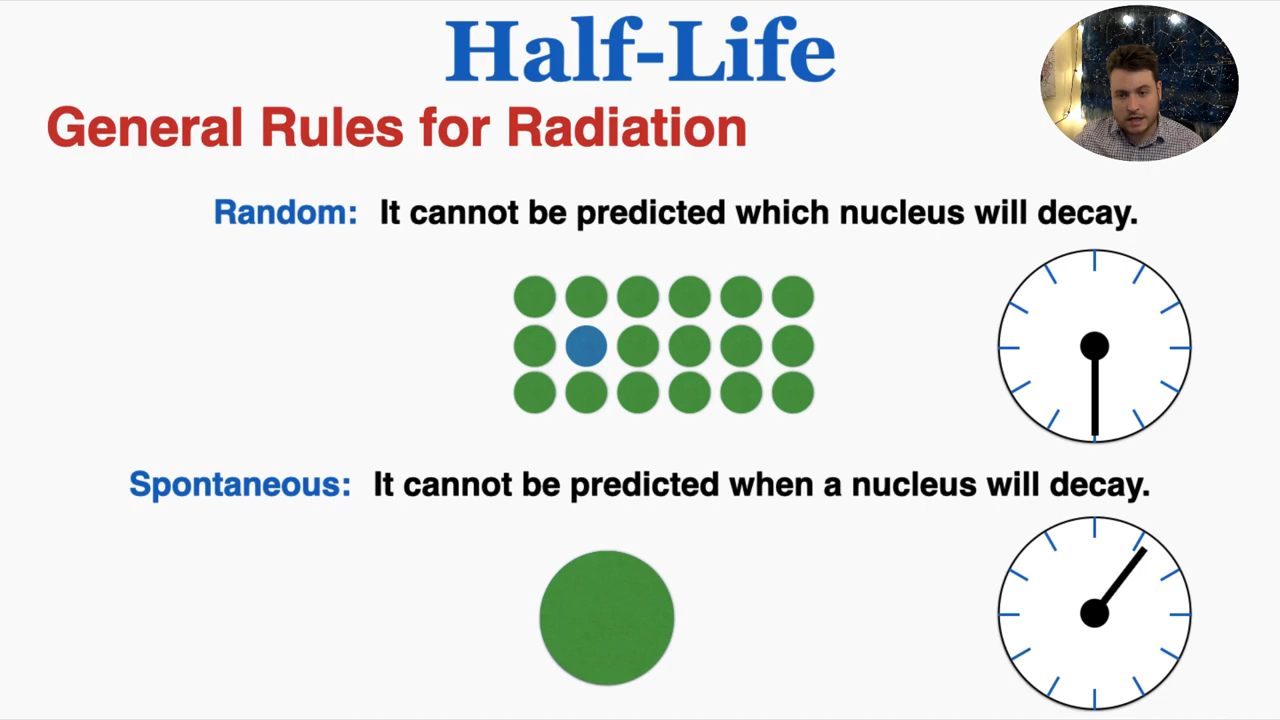 Half-Life
General Rules for Radiation
Random: It cannot be predicted which nucleus will decay.
Spontaneous: It cannot be predicted when a nucleus will decay.